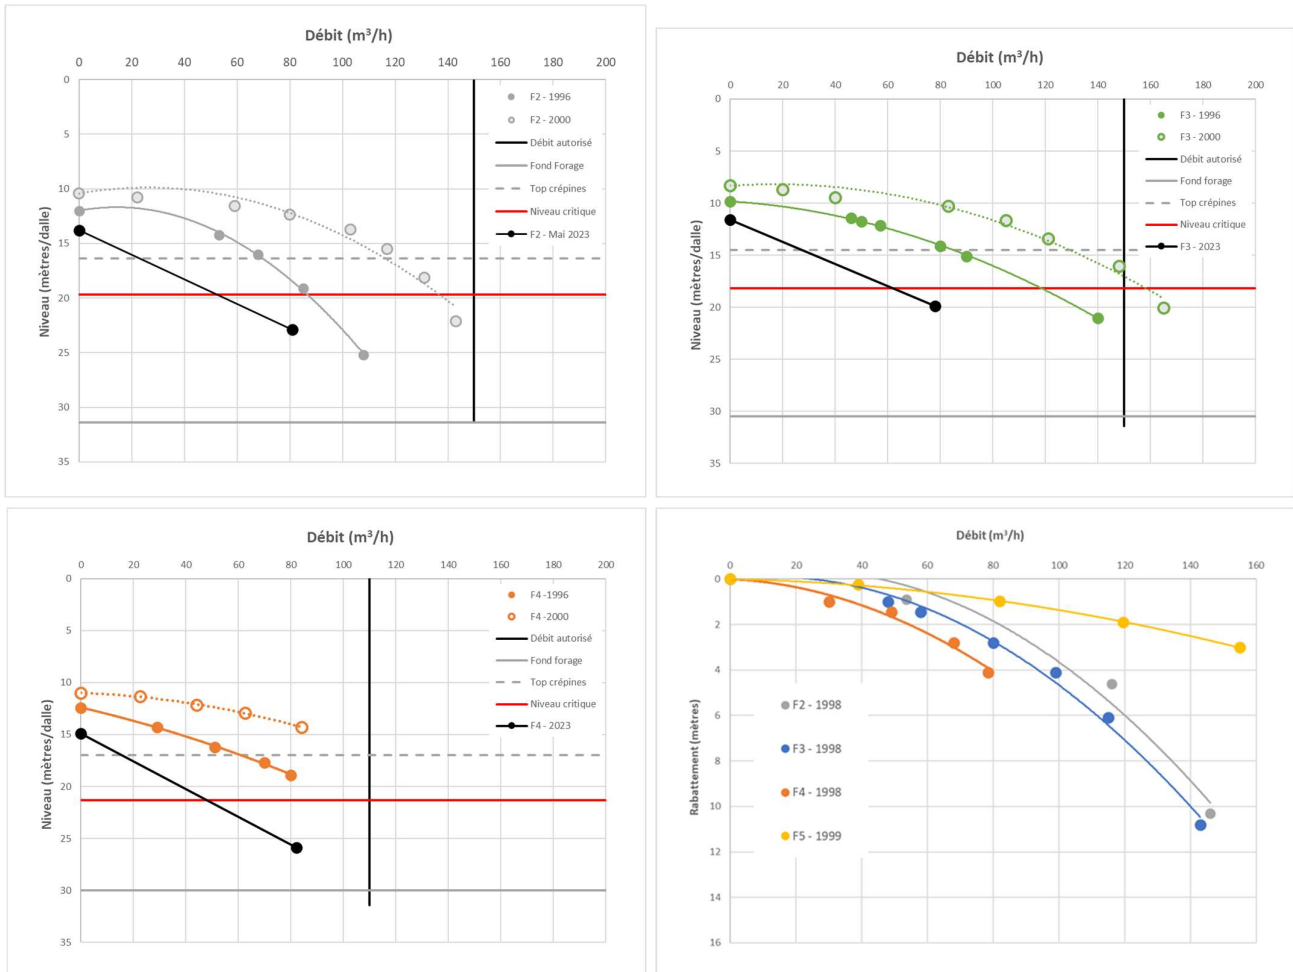 Débit (m³/h)
0 20 40 60 80 100 120 140 160 180 200
0
5
10
15
20
25
30
35
Niveau (mètres/dalle)
F2 - 1996
F2 - 2000
Débit autorisé
Fond Forage
Top crépines
Niveau critique
F2 - Mai 2023
Débit (m³/h)
0 20 40 60 80 100 120 140 160 180 200
0
5
10
15
20
25
30
35
Niveau (mètres/dalle)
F3 - 1996
F3 - 2000
Débit autorisé
Fond forage
Top crépines
Niveau critique
F3 - 2023
Débit (m³/h)
0 20 40 60 80 100 120 140 160 180 200
0
5
10
15
20
25
30
35
Niveau (mètres/dalle)
F4 -1996
F4 -2000
Débit autorisé
Fond forage
Top crépines
Niveau critique
F4 - 2023
Débit (m³/h)
0 20 40 60 80 100 120 140 160
0
2
4
6
8
10
12
14
16
Rabattement (mètres)
F2 - 1998
F3 - 1998
F4 - 1998
F5 - 1999